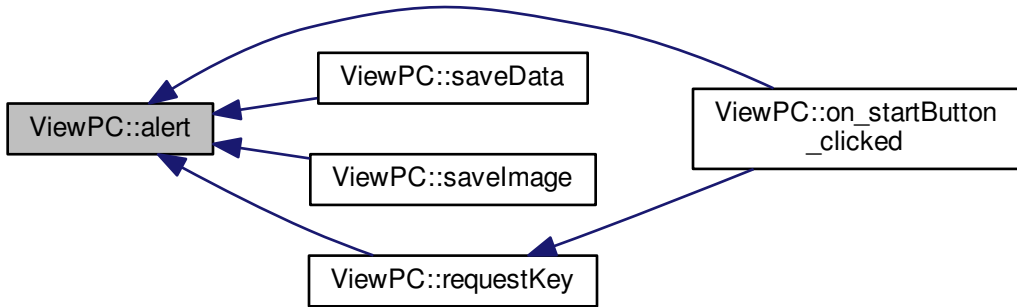 ViewPC::saveData
ViewPC::alert
ViewPC::on_startButton
_clicked
ViewPC::saveImage
ViewPC::requestKey